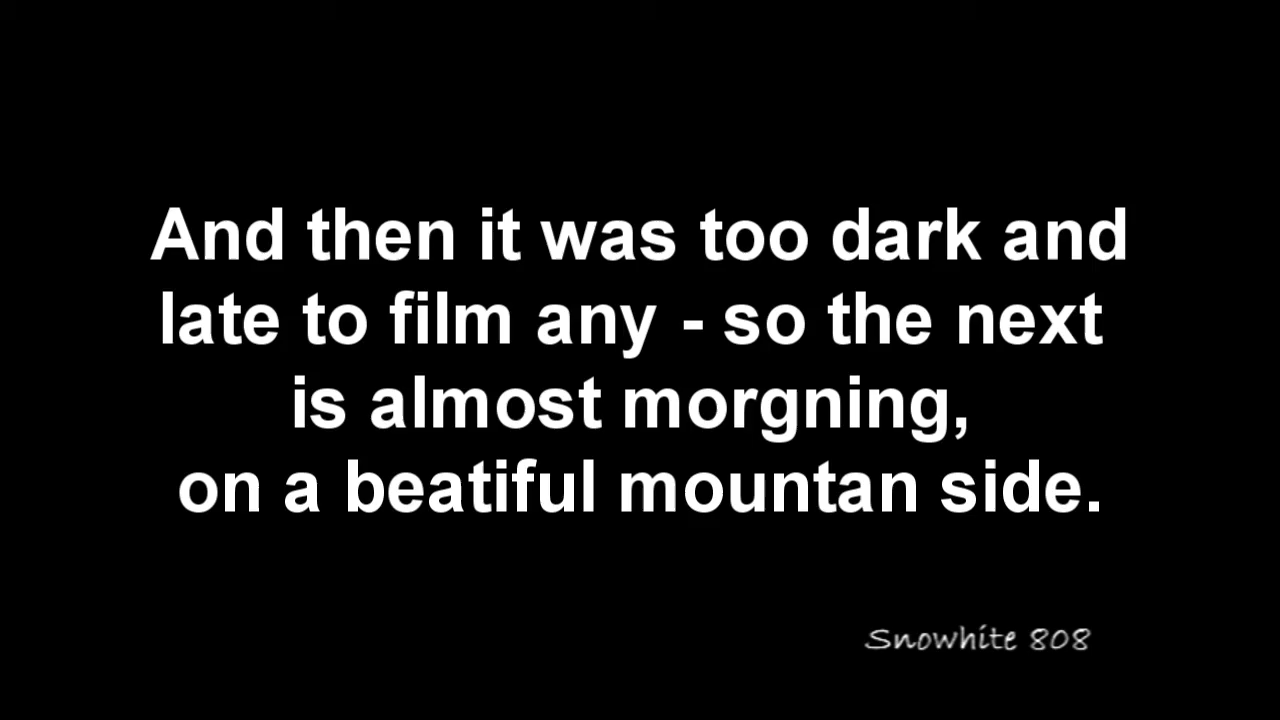 And then it was too dark and
late to film any - so the next
is almost morgning,
on a beatiful mountan side.
Snowhite 808